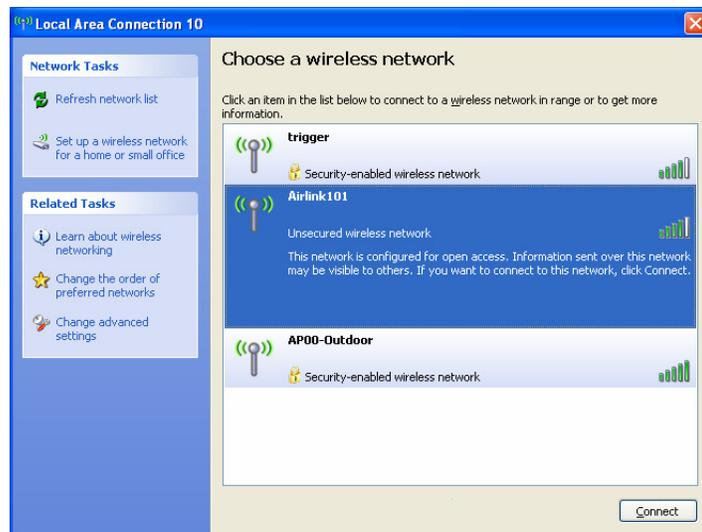 Local Area Connection 10
Network Tasks
Refresh network list
Set up a wireless network
for a home or small office
Related Tasks
Learn about wireless
networking
Change the order of
preferred networks
Change advanced
settings
Choose a wireless network
Click an item in the list below to connect to a wireless network in range or to get more
information.
trigger
Security-enabled wireless network
Airlink101
Unsecured wireless network
This network is configured for open access. Information sent over this network
may be visible to others. If you want to connect to this network, click Connect.
AP00-Outdoor
Security-enabled wireless network
Connect